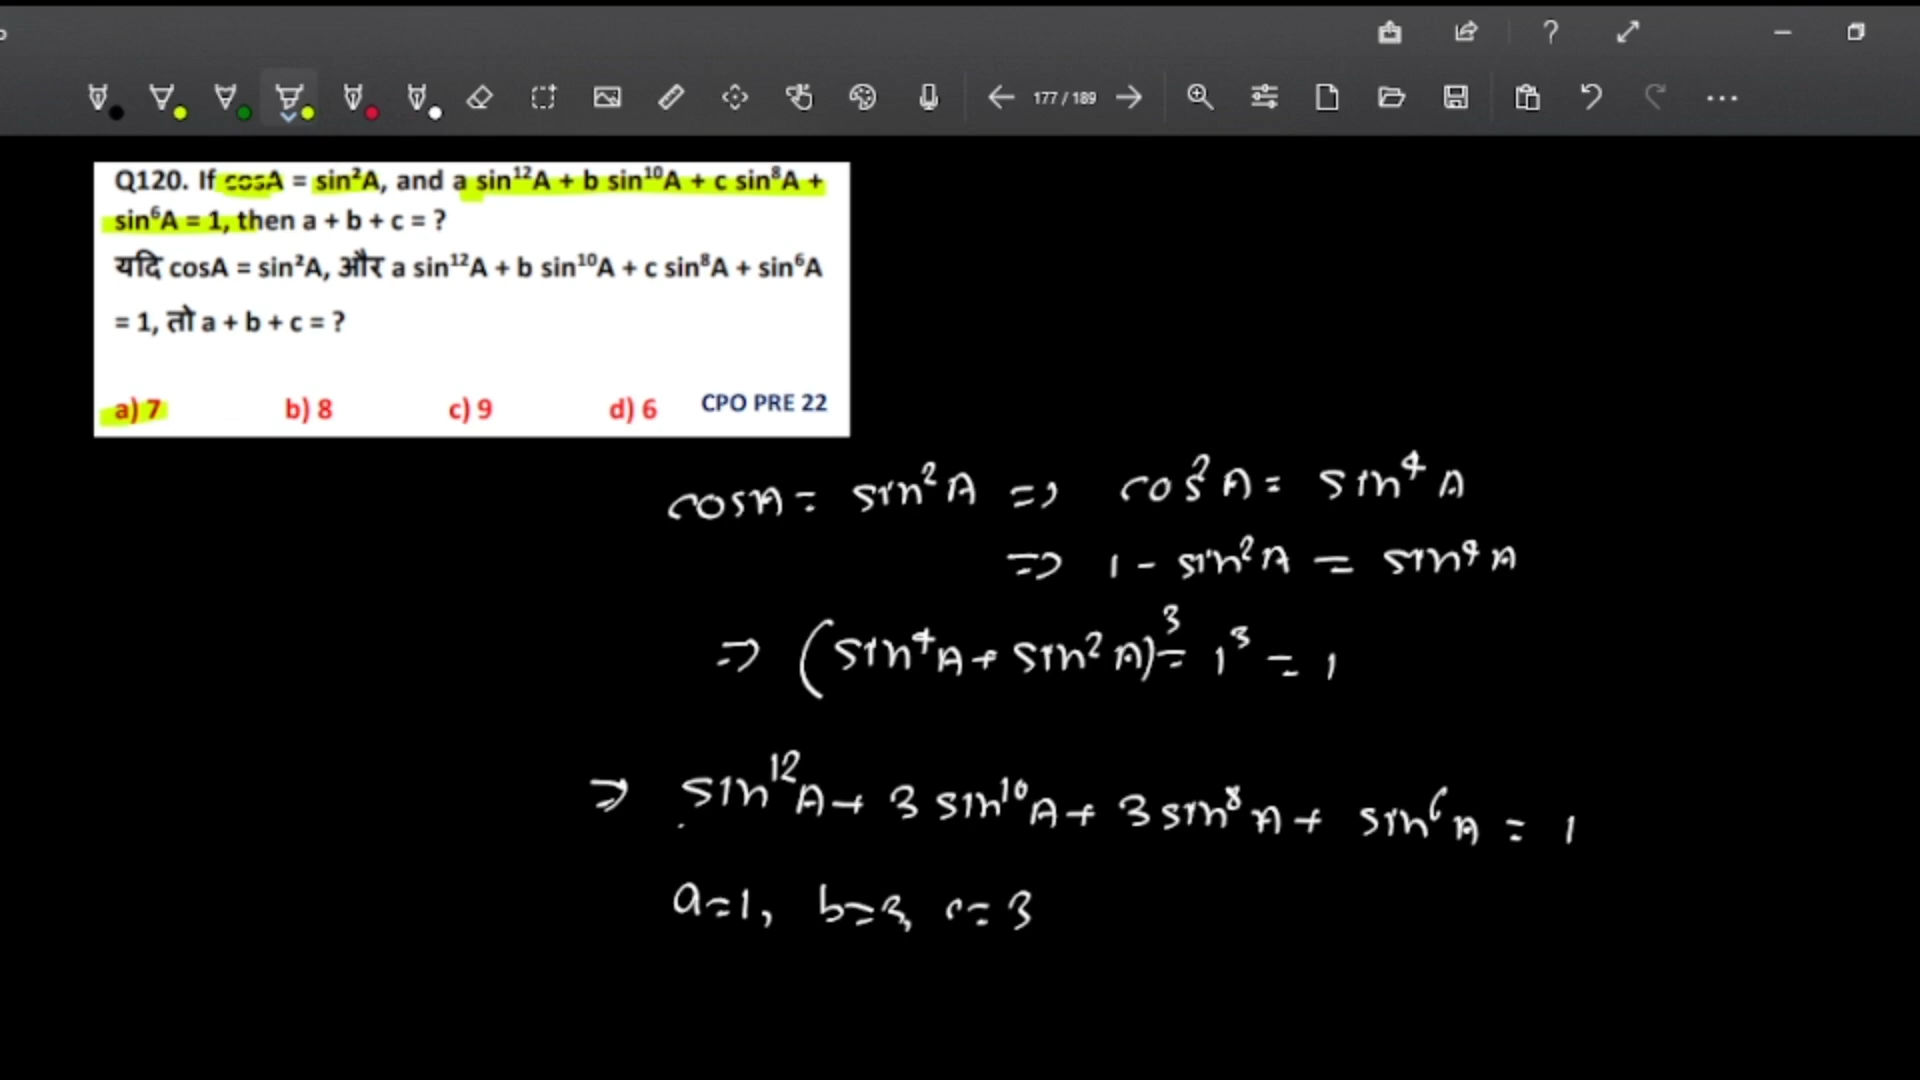 177 / 189
Q120. If cosA = sin²A, and a sin¹²A + b sin¹⁰A + c sin⁸A +
sin⁶A = 1, then a + b + c = ?
यदि cosA = sin²A, और a sin¹²A + b sin¹⁰A + c sin⁸A + sin⁶A
= 1, तो a + b + c = ?
a) 7 b) 8 c) 9 d) 6 CPO PRE 22
cosA = sin²A => cos²A = sin⁴A
=> 1 - sin²A = sin⁴A
=> (sin⁴A + sin²A)³ = 1³ = 1
=> sin¹²A + 3 sin¹⁰A + 3 sin⁸A + sin⁶A = 1
a=1, b=3, c=3